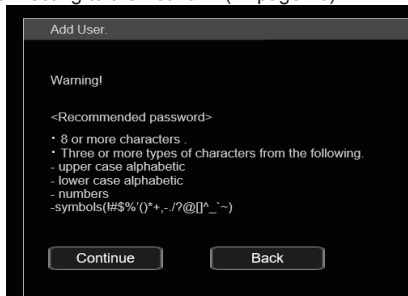 Add User.
Warning!
<Recommended password>
・8 or more characters .
・Three or more types of characters from the following.
- upper case alphabetic
- lower case alphabetic
- numbers
-symbols(!#$%'()*+,-./?@[]^_`~)
Continue
Back